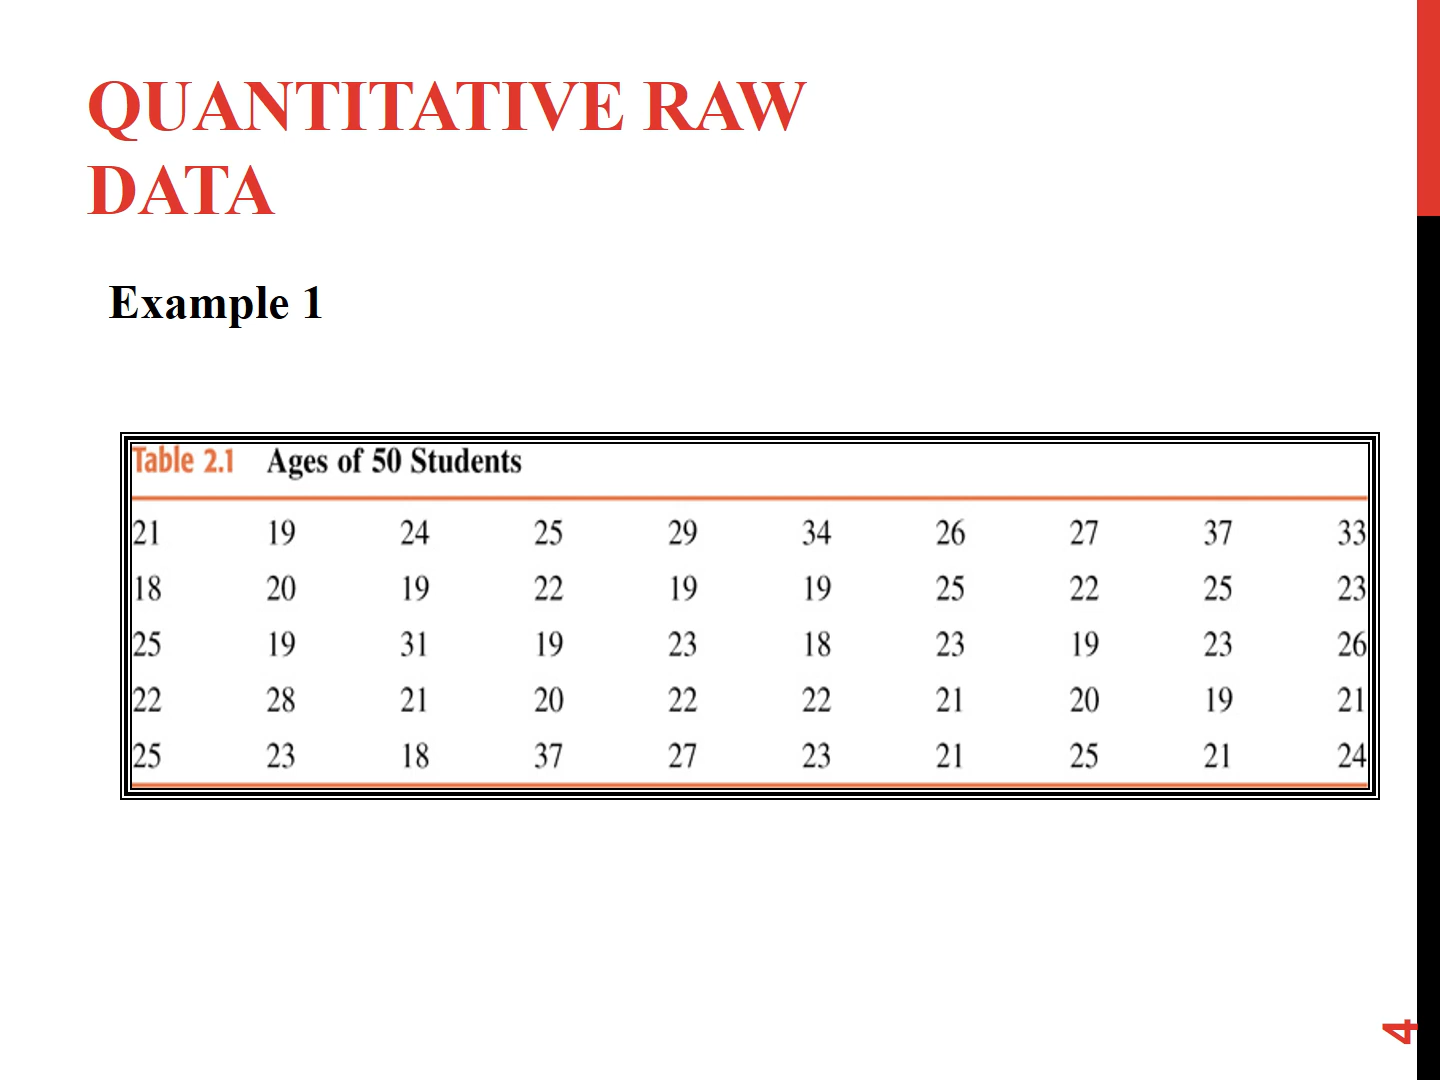 QUANTITATIVE RAW
DATA
Example 1
Table 2.1 Ages of 50 Students
21 19 24 25 29 34 26 27 37 33
18 20 19 22 19 19 25 22 25 23
25 19 31 19 23 18 23 19 23 26
22 28 21 20 22 22 21 20 19 21
25 23 18 37 27 23 21 25 21 24
4